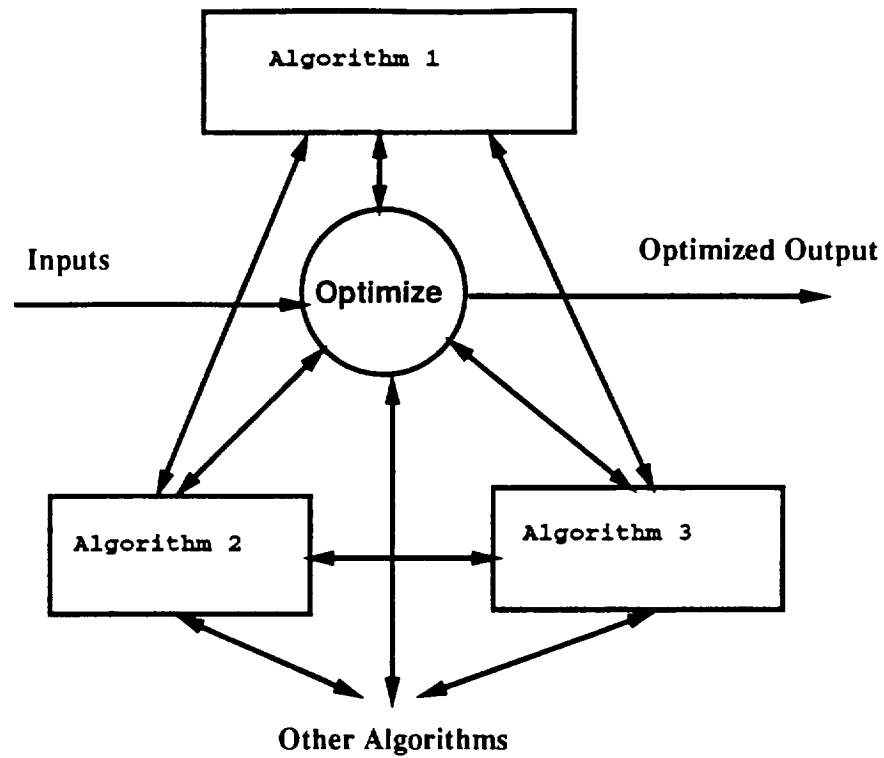 Algorithm 1
Inputs
Optimized Output
Optimize
Algorithm 2
Algorithm 3
Other Algorithms